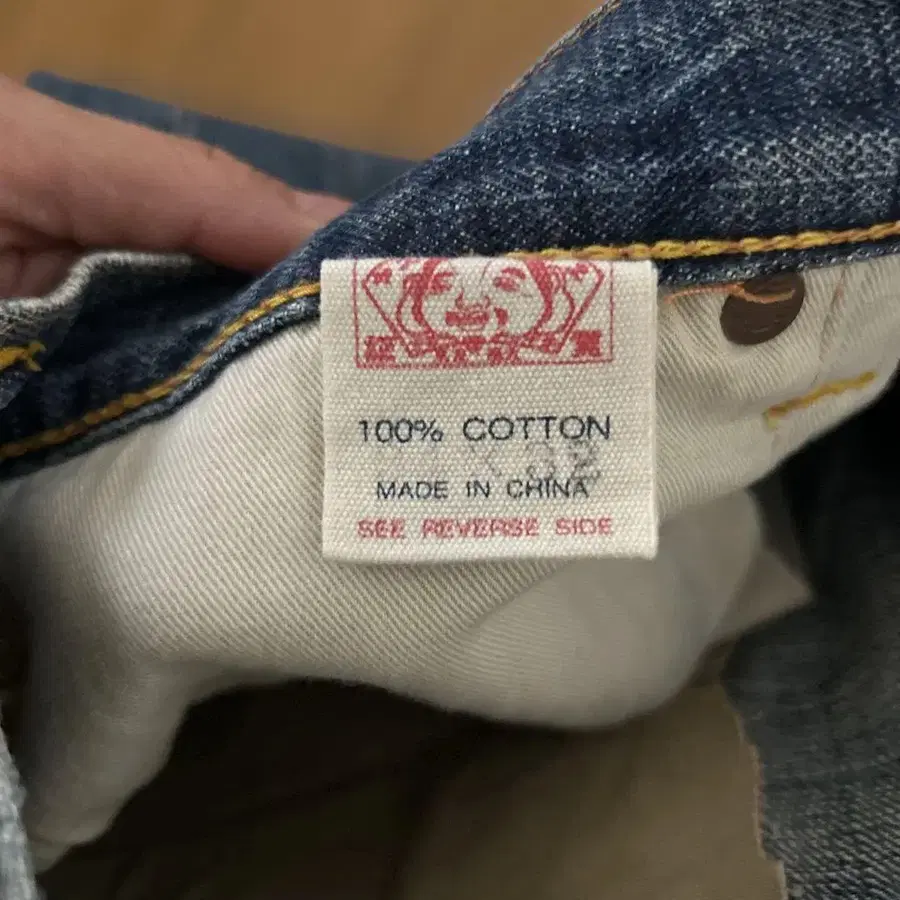 100% COTTON
MADE IN CHINA
SEE REVERSE SIDE